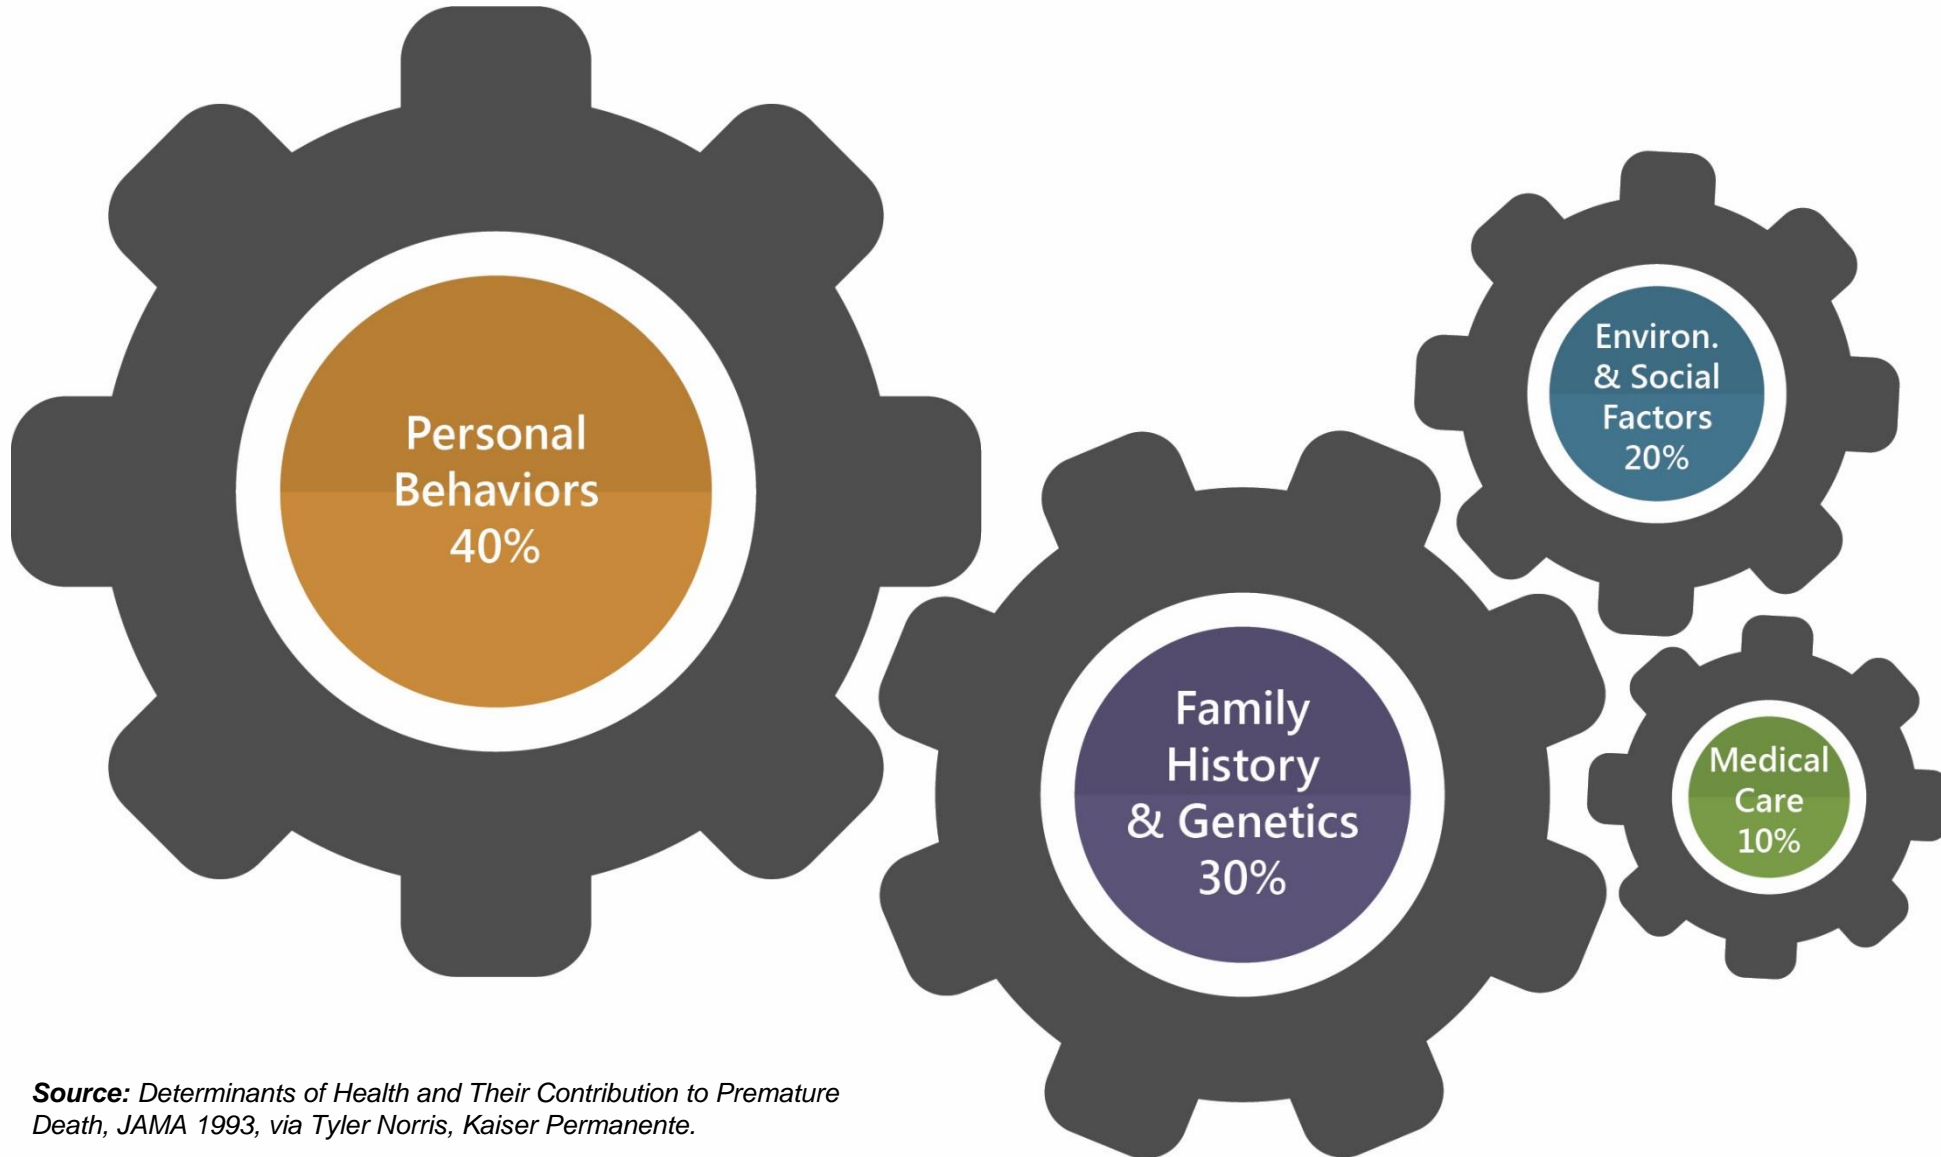 Personal
Behaviors
40%
Family
History
& Genetics
30%
Environ.
& Social
Factors
20%
Medical
Care
10%
Source: Determinants of Health and Their Contribution to Premature
Death, JAMA 1993, via Tyler Norris, Kaiser Permanente.